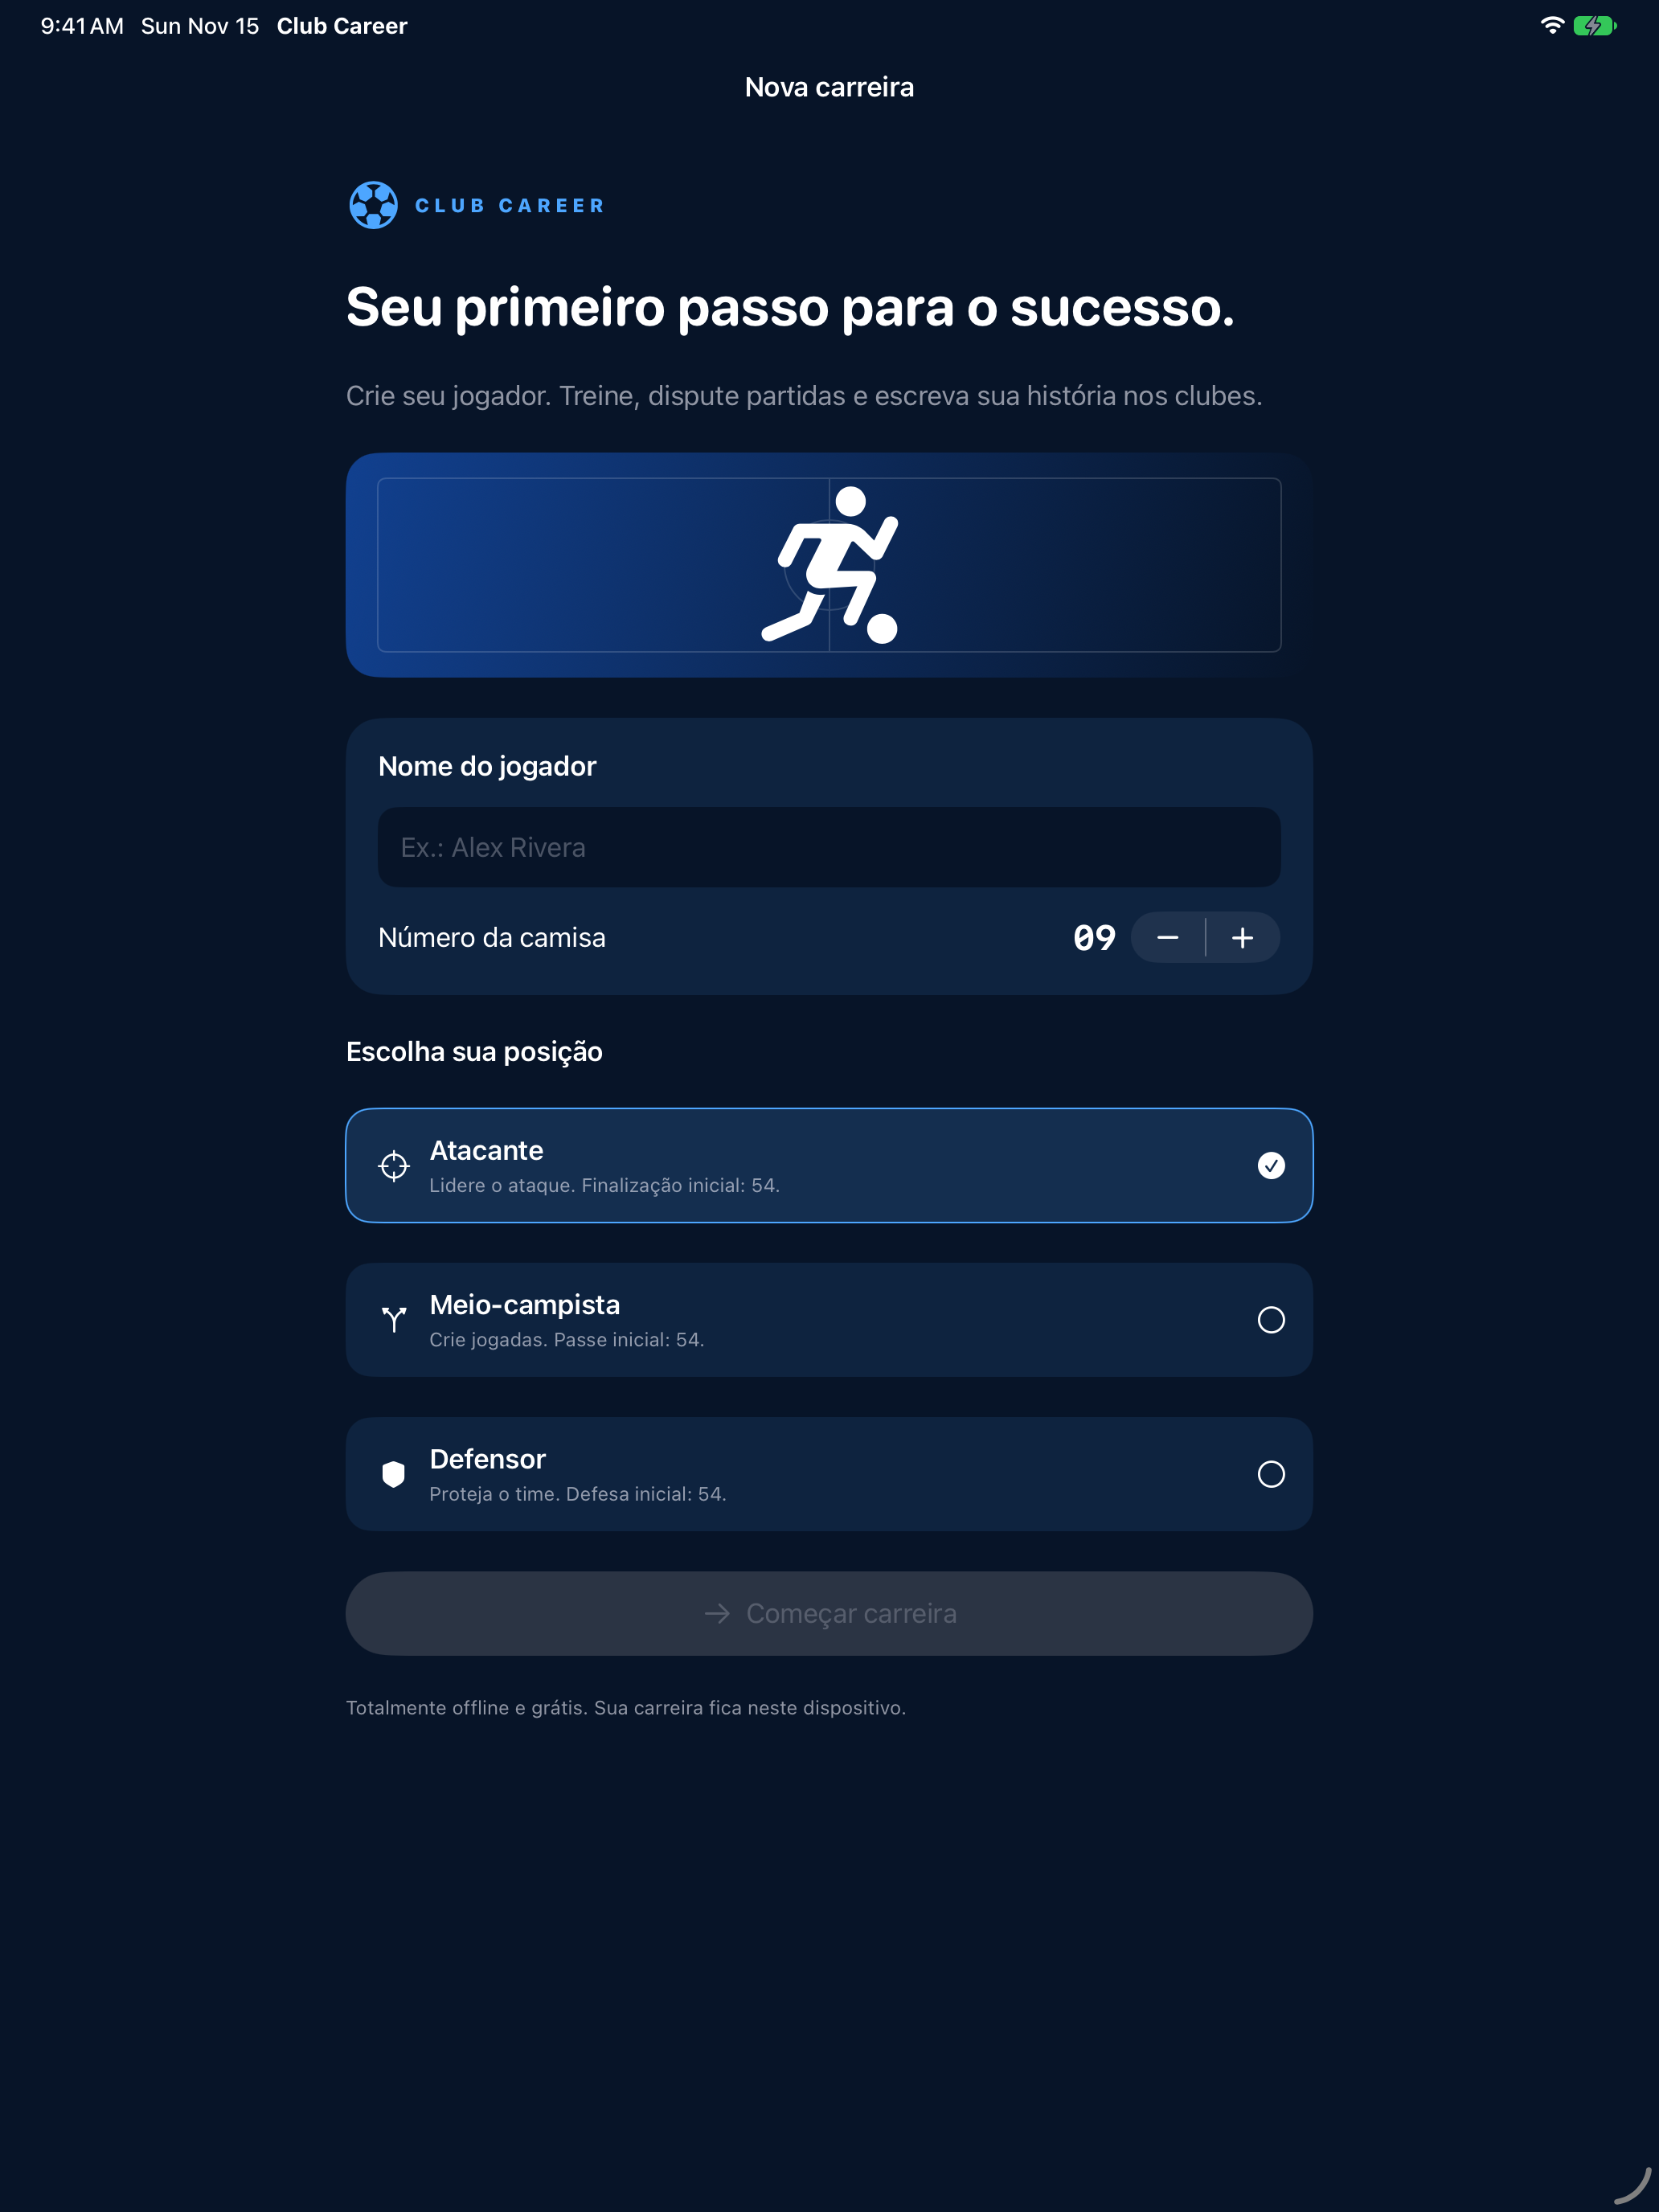 9:41 AM Sun Nov 15 Club Career
Nova carreira
CLUB CAREER
Seu primeiro passo para o sucesso.
Crie seu jogador. Treine, dispute partidas e escreva sua história nos clubes.
Nome do jogador
Ex.: Alex Rivera
Número da camisa 09
Escolha sua posição
Atacante
Lidere o ataque. Finalização inicial: 54.
Meio-campista
Crie jogadas. Passe inicial: 54.
Defensor
Proteja o time. Defesa inicial: 54.
Começar carreira
Totalmente offline e grátis. Sua carreira fica neste dispositivo.